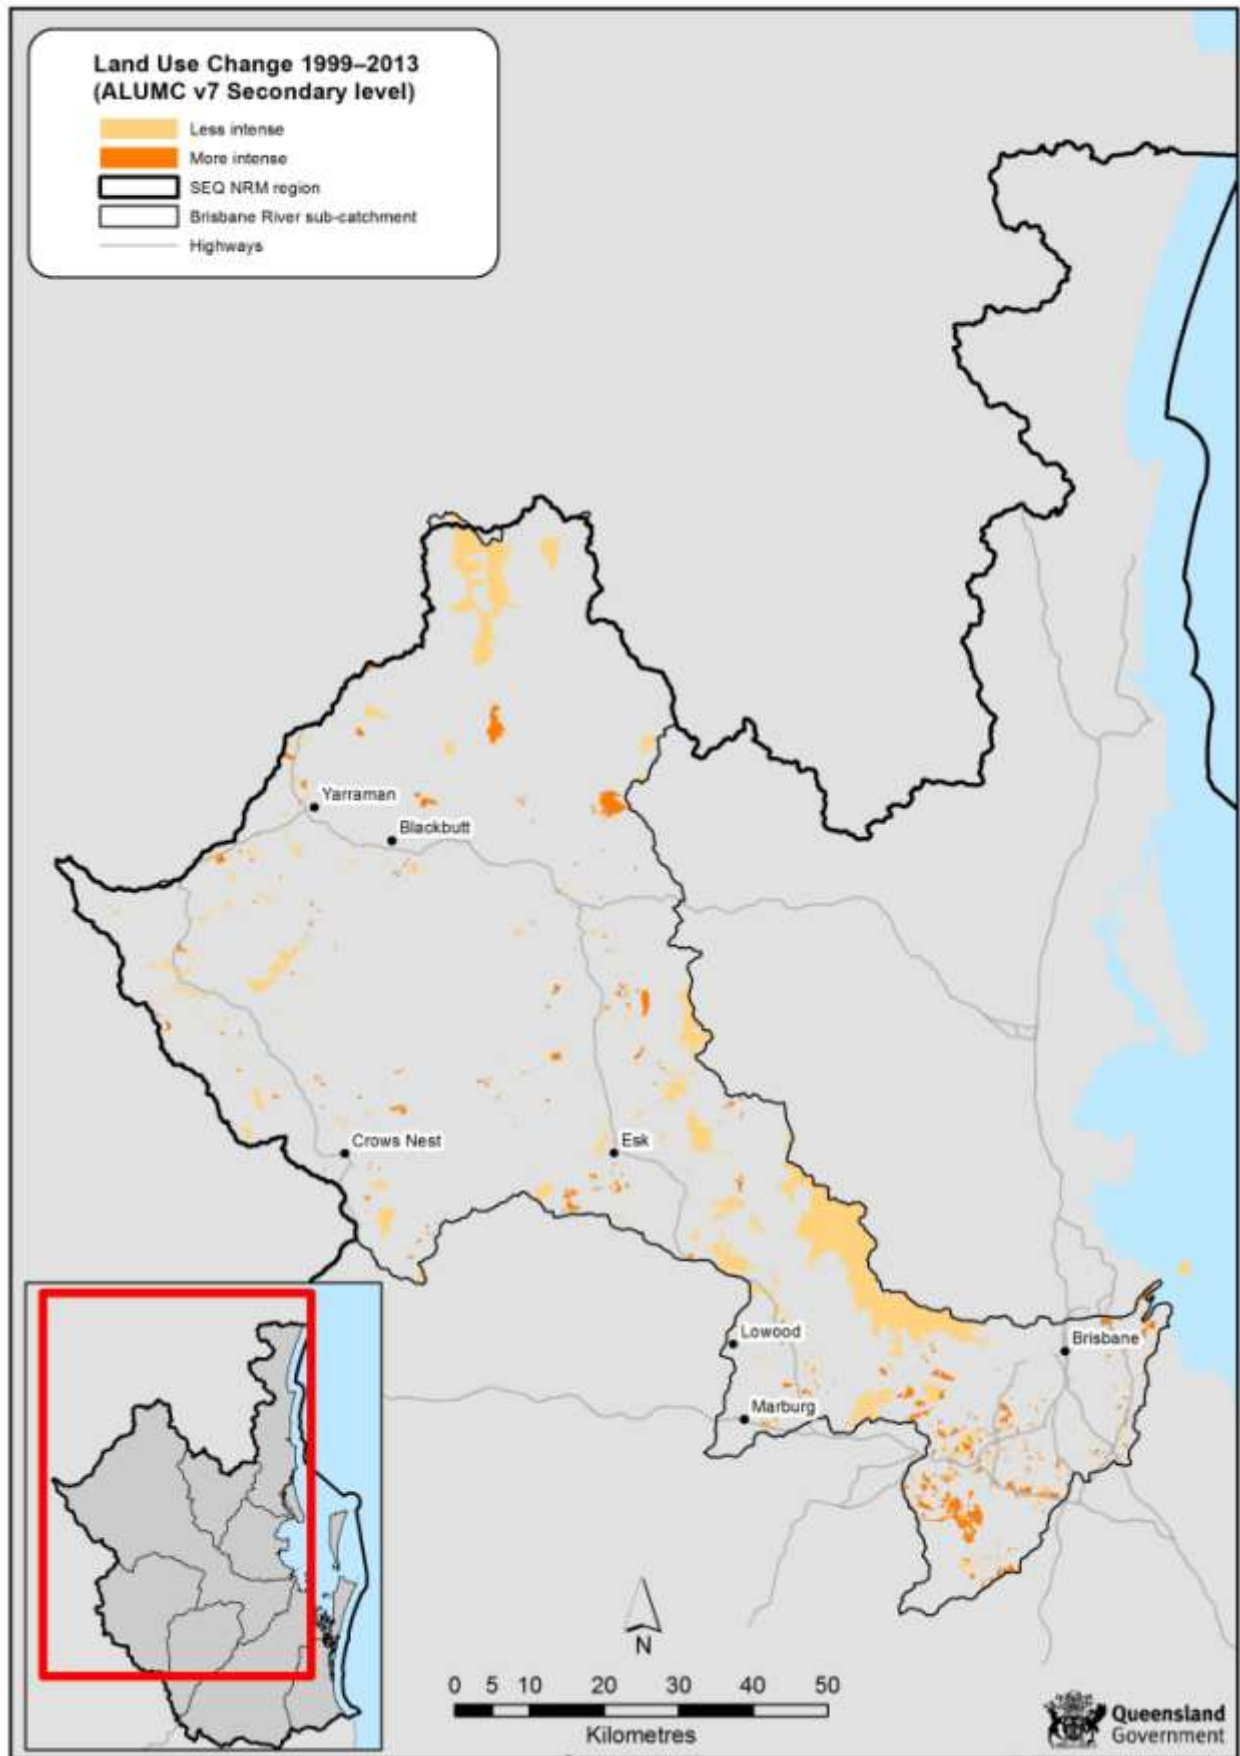 Land Use Change 1999–2013
(ALUMC v7 Secondary level)
Less intense
More intense
SEQ NRM region
Brisbane River sub-catchment
Highways
Yarraman
Blackbutt
Crows Nest
Esk
Lowood
Brisbane
Marburg
N
0 5 10 20 30 40 50
Kilometres
Queensland
Government